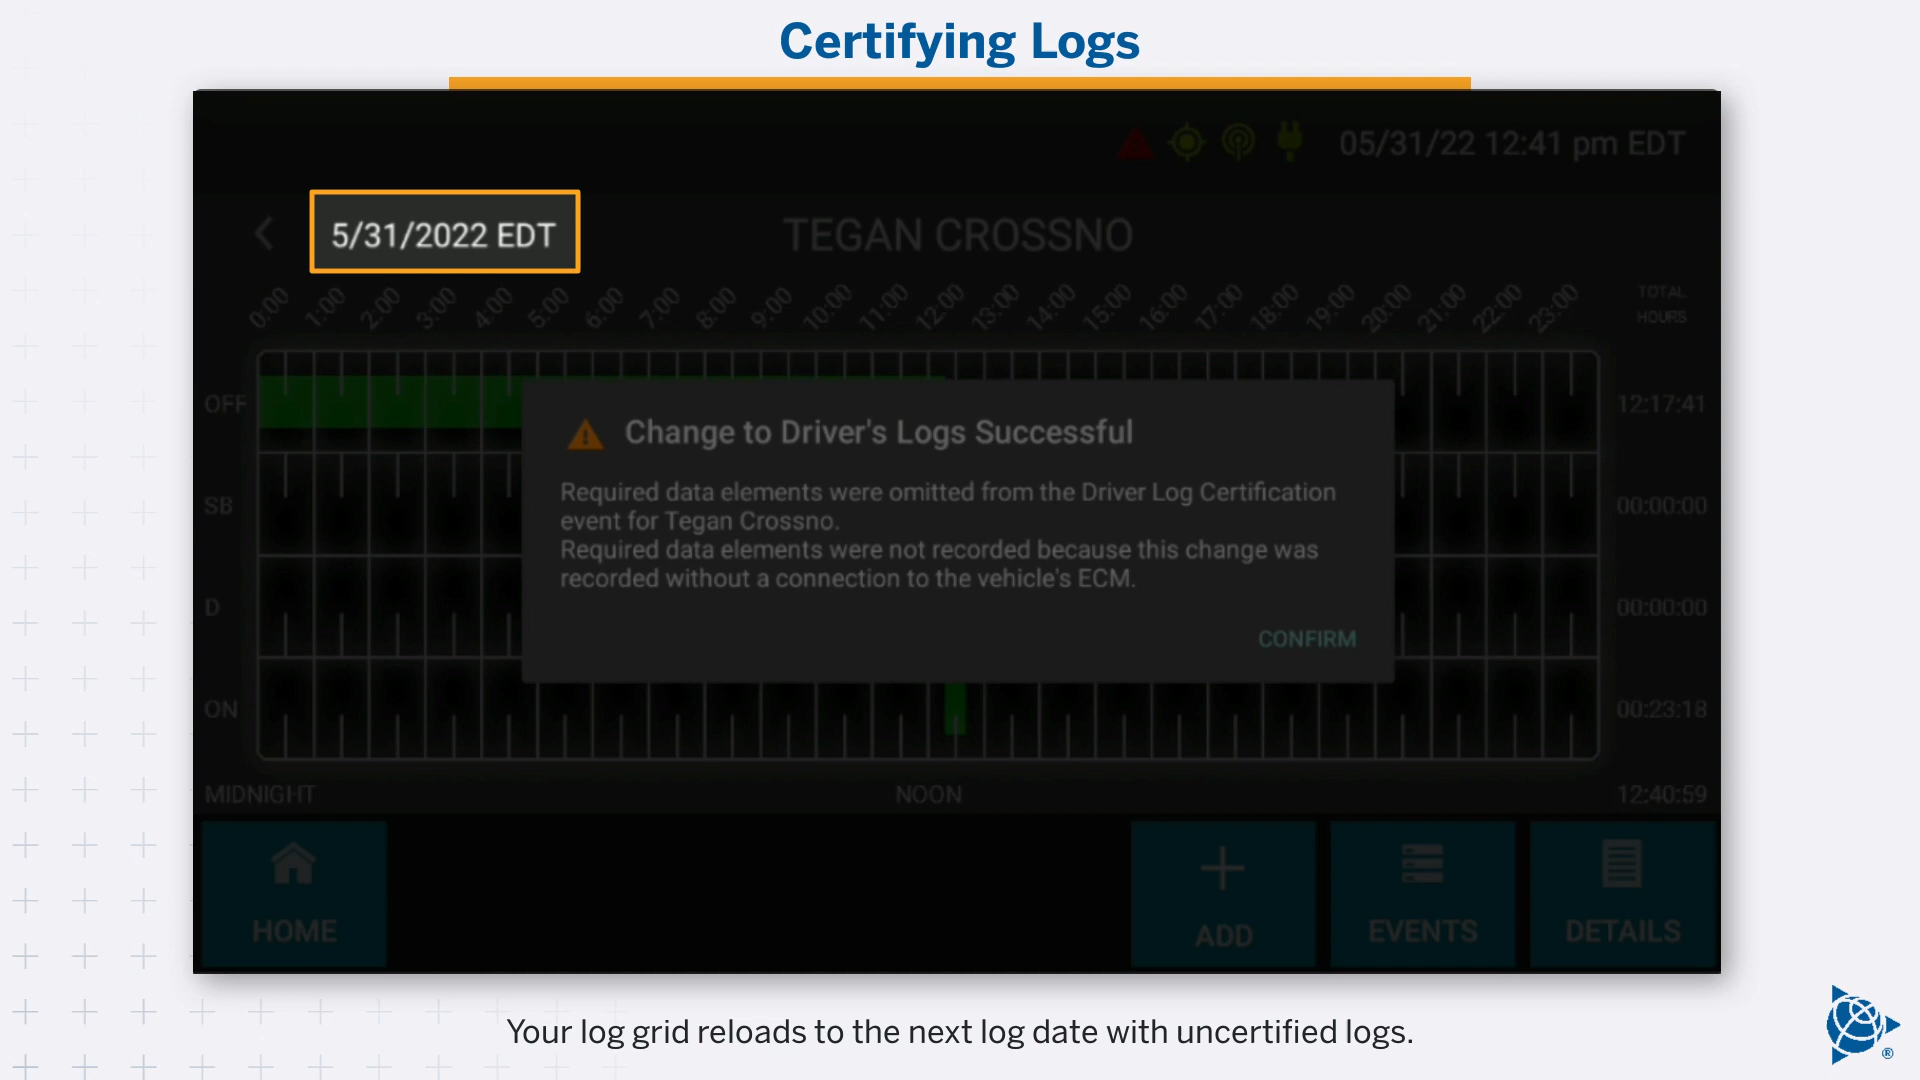 Certifying Logs
05/31/22 12:41 pm EDT
5/31/2022 EDT
TEGAN CROSSNO
0:00 1:00 2:00 3:00 4:00 5:00 6:00 7:00 8:00 9:00 10:00 11:00 12:00 13:00 14:00 15:00 16:00 17:00 18:00 19:00 20:00 21:00 22:00 23:00
TOTAL
HOURS
OFF 12:17:41
Change to Driver's Logs Successful
Required data elements were omitted from the Driver Log Certification
event for Tegan Crossno.
Required data elements were not recorded because this change was
recorded without a connection to the vehicle's ECM.
CONFIRM
SB 00:00:00
D 00:00:00
ON 00:23:18
MIDNIGHT NOON 12:40:59
HOME ADD EVENTS DETAILS
Your log grid reloads to the next log date with uncertified logs.
®